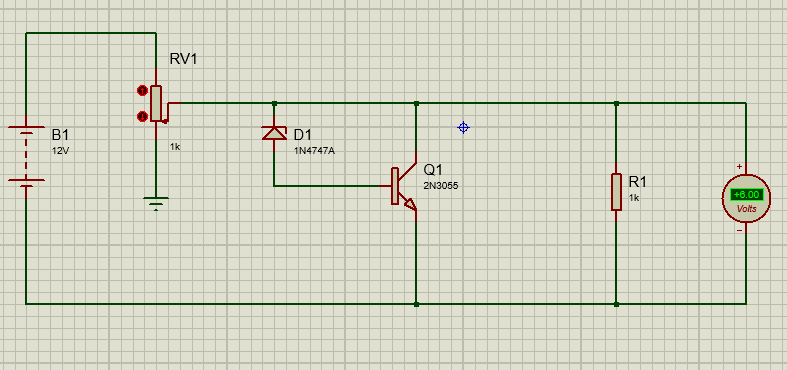 RV1
1k
B1
12V
D1
1N4747A
Q1
2N3055
R1
1k
+
+6.00
Volts
−